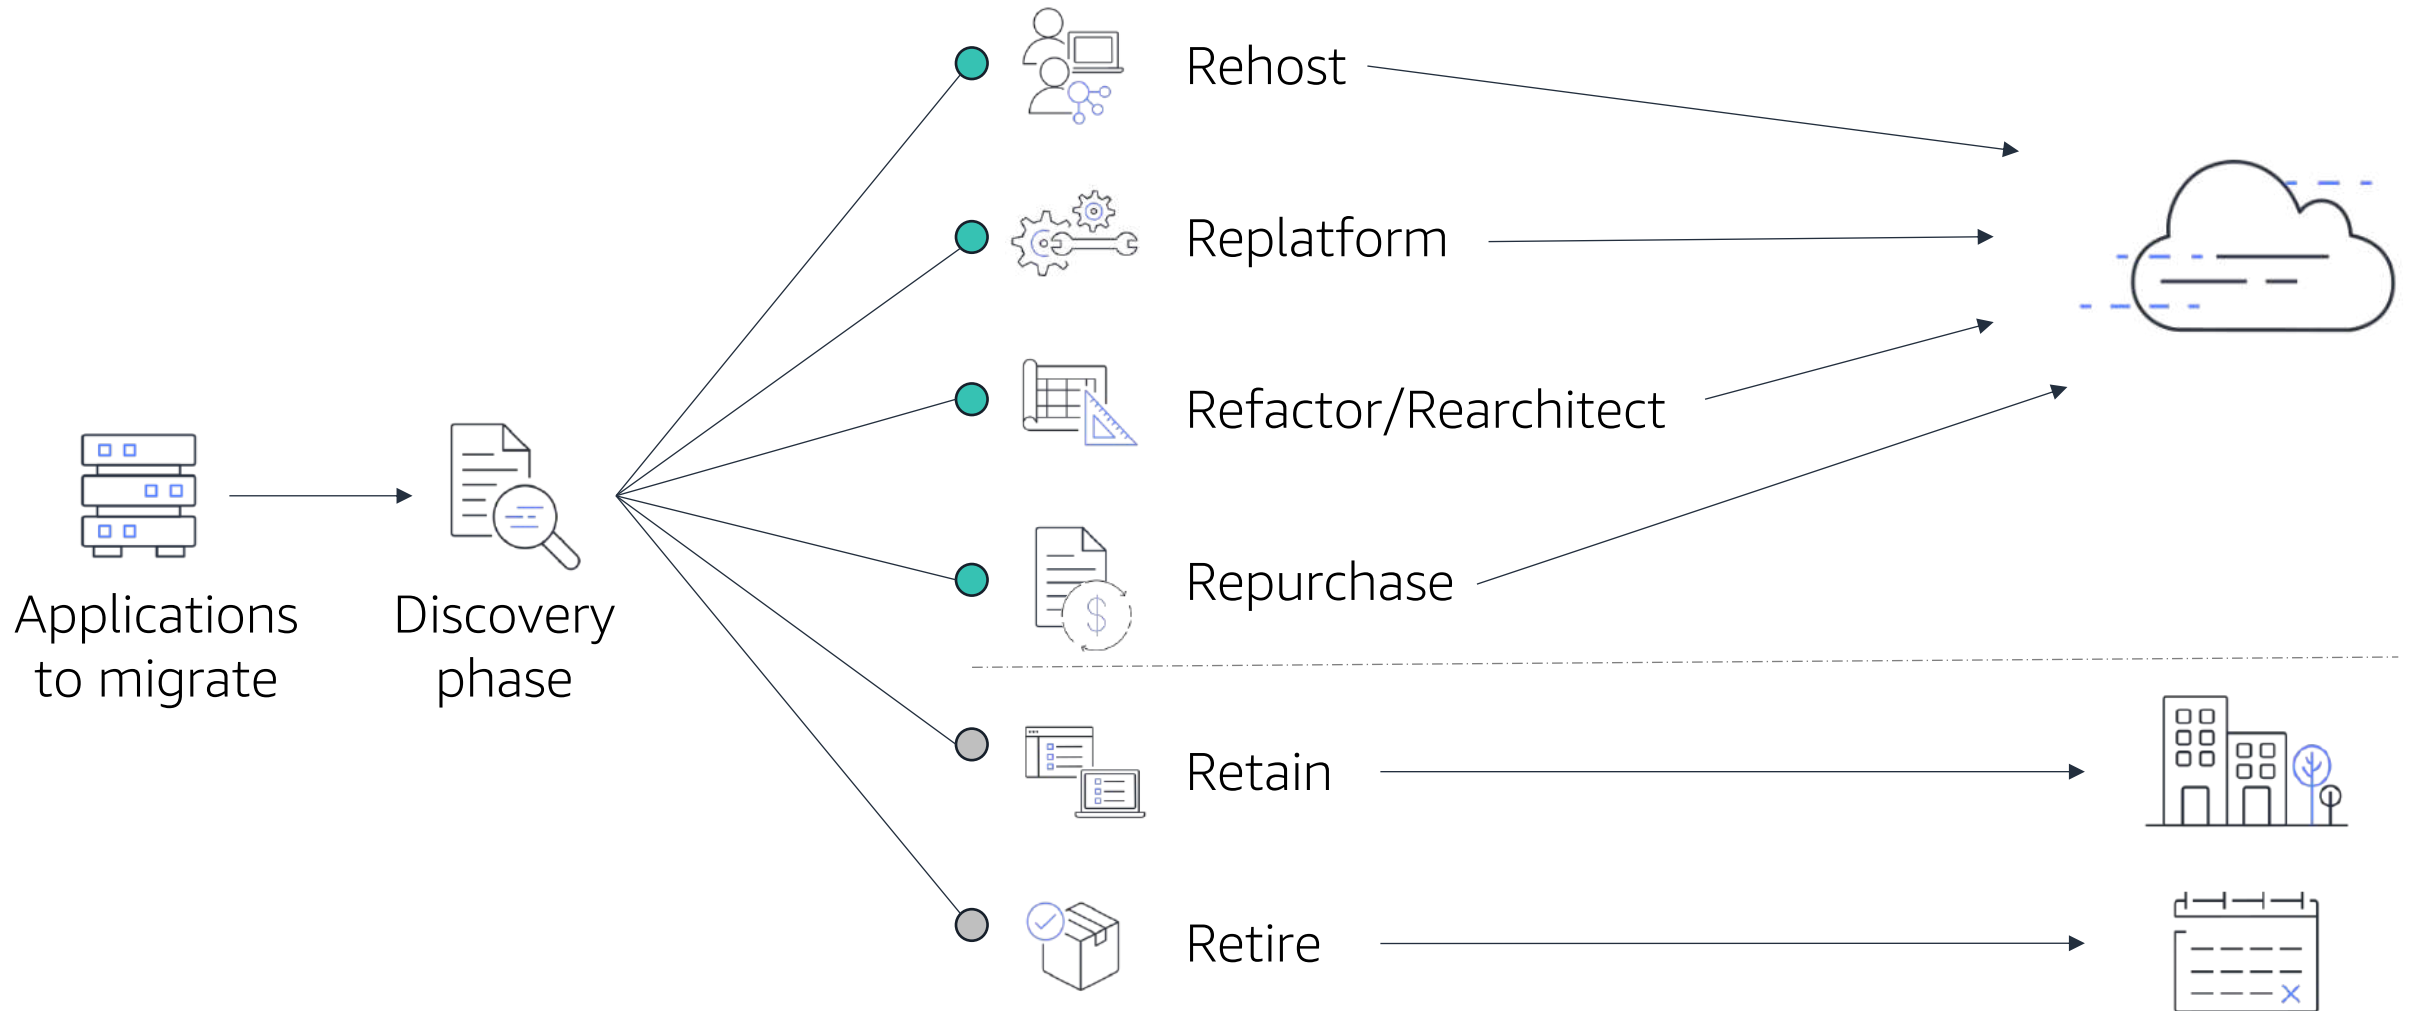 Applications
to migrate
Discovery
phase
Rehost
Replatform
Refactor/Rearchitect
Repurchase
$
Retain
Retire